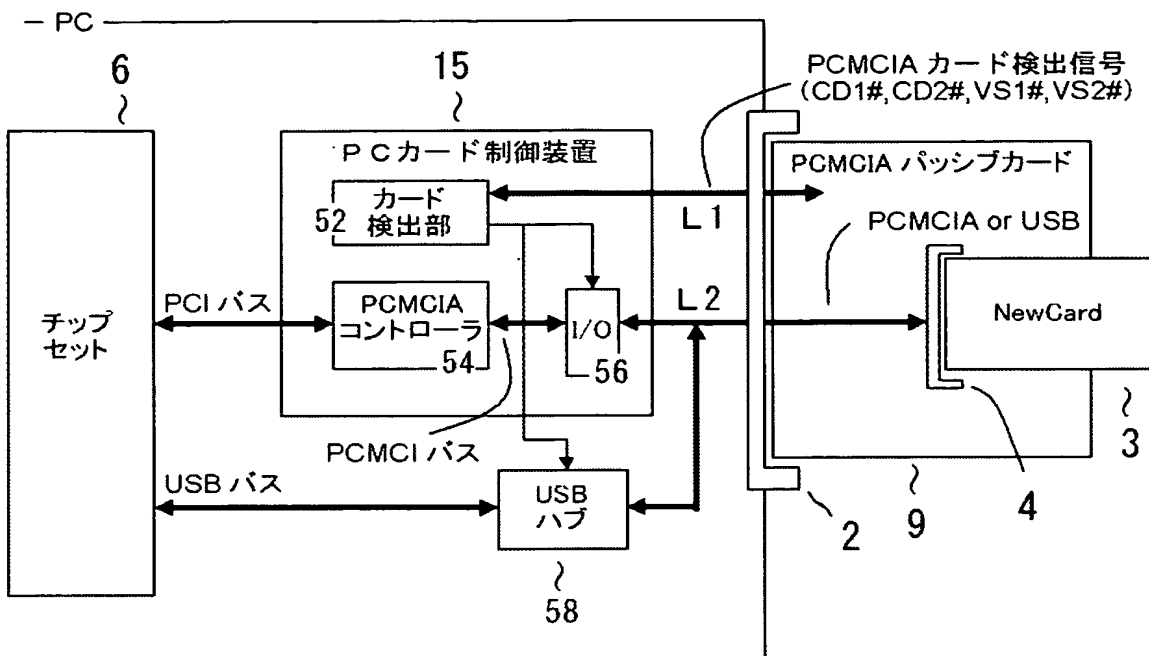 PC
6
15
PCMCIA カード検出信号
(CD1#,CD2#,VS1#,VS2#)
PCカード制御装置
PCMCIA パッシブカード
カード
検出部
52
L1
PCMCIA or USB
PCI バス
PCMCIA
コントローラ
54
I/O
56
L2
NewCard
チップ
セット
PCMCI バス
3
USB バス
USB
ハブ
2
9
4
58